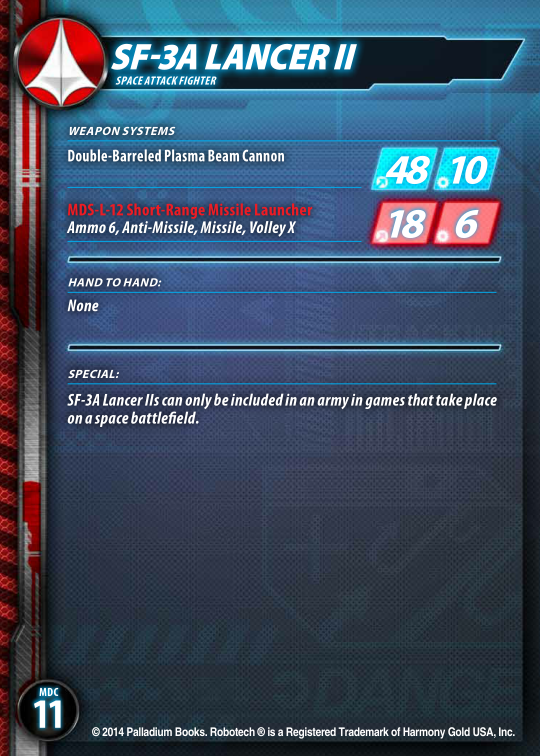 SF-3A LANCER II
SPACE ATTACK FIGHTER
WEAPON SYSTEMS
Double-Barreled Plasma Beam Cannon
48 10
MDS-L-12 Short-Range Missile Launcher
Ammo 6, Anti-Missile, Missile, Volley X
18 6
HAND TO HAND:
None
SPECIAL:
SF-3A Lancer IIs can only be included in an army in games that take place
on a space battlefield.
MDC
11
© 2014 Palladium Books. Robotech ® is a Registered Trademark of Harmony Gold USA, Inc.